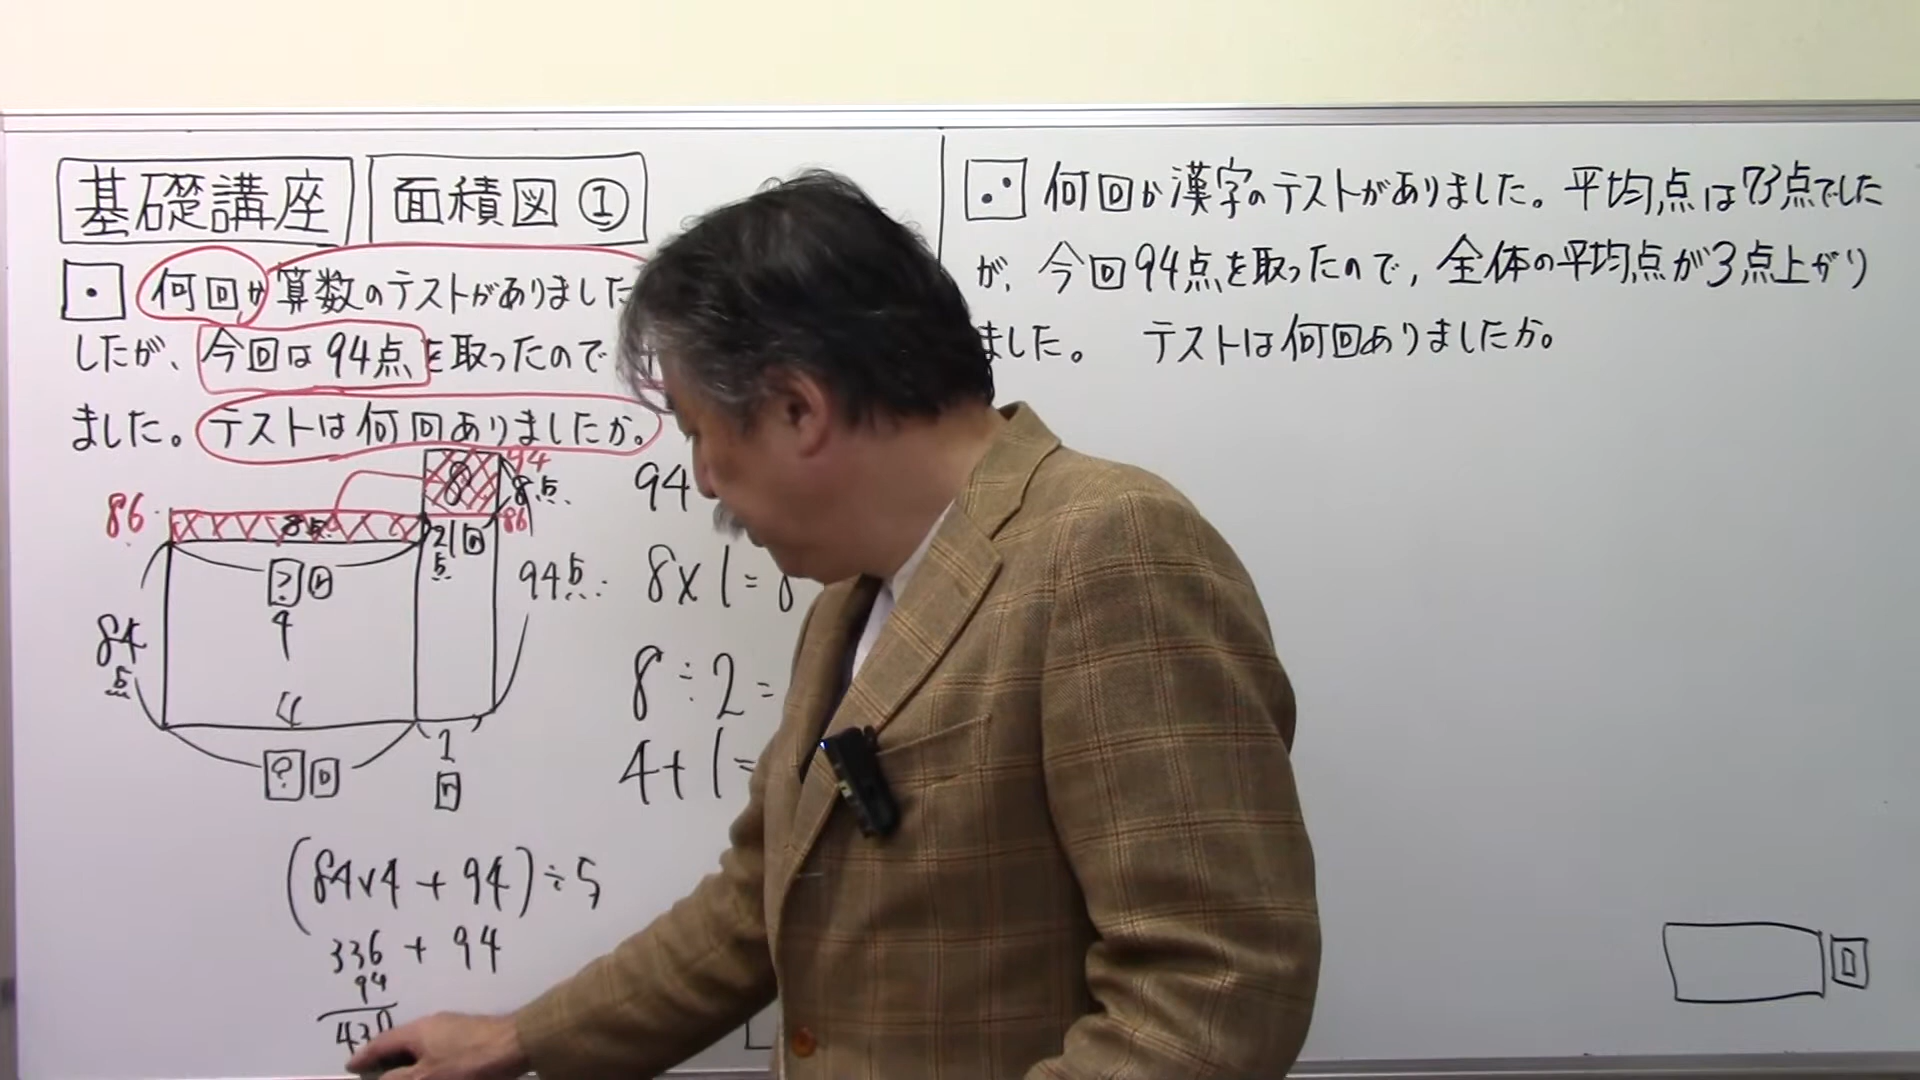 基礎講座 面積図 ①
何回か算数のテストがありました
したが、今回は94点を取ったので
ました。テストは何回ありましたか。
94
8点
86
8点
2点
1回
86
?回
4
94点
84点
4
?回
1回
94
8×1=8
8÷2=
4+1=
(84×4+94)÷5
336+94
94
430
何回か漢字のテストがありました。平均点は73点でした
が、今回94点を取ったので，全体の平均点が3点上がり
ました。 テストは何回ありましたか。
回